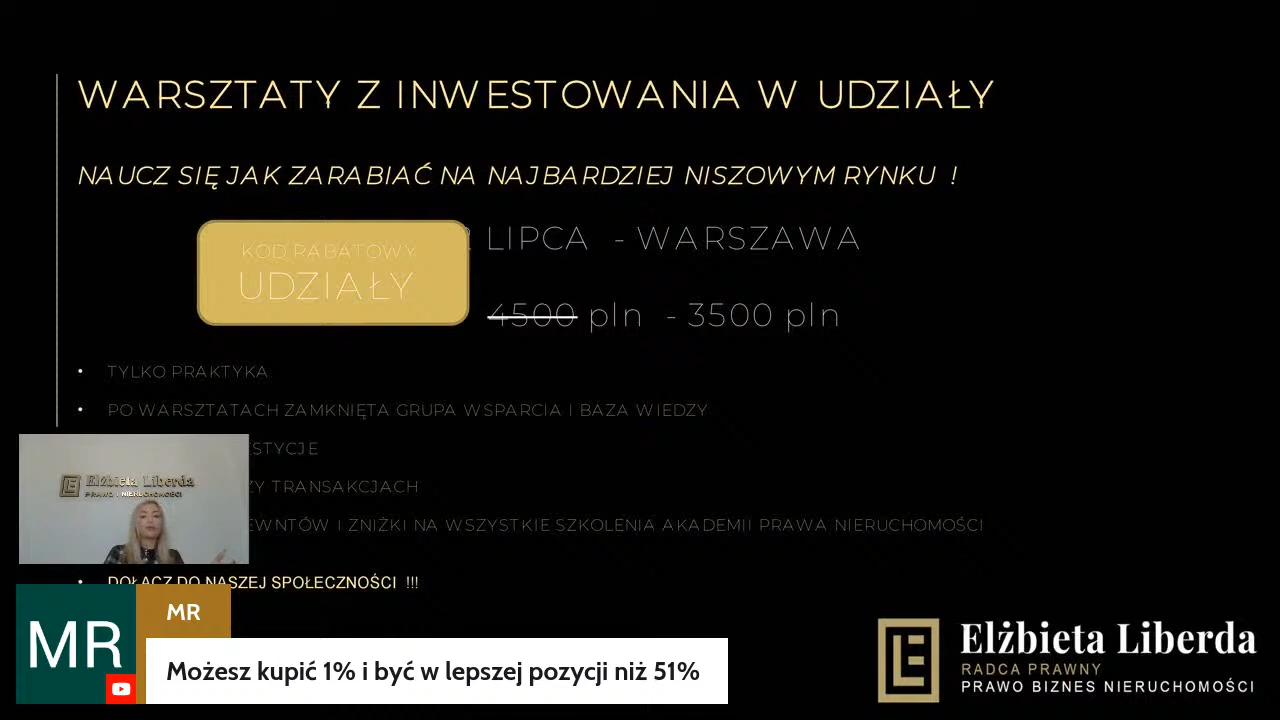 WARSZTATY Z INWESTOWANIA W UDZIAŁY
NAUCZ SIĘ JAK ZARABIAĆ NA NAJBARDZIEJ NISZOWYM RYNKU !
LIPCA - WARSZAWA
KOD RABATOWY
UDZIAŁY
4500 pln - 3500 pln
• TYLKO PRAKTYKA
• PO WARSZTATACH ZAMKNIĘTA GRUPA WSPARCIA I BAZA WIEDZY
STYCJE
ZY TRANSAKCJACH
EWNTÓW I ZNIŻKI NA WSZYSTKIE SZKOLENIA AKADEMII PRAWA NIERUCHOMOŚCI
• DOŁĄCZ DO NASZEJ SPOŁECZNOŚCI !!!
Elżbieta Liberda
PRAWO I NIERUCHOMOŚCI
MR
MR
Możesz kupić 1% i być w lepszej pozycji niż 51%
Elżbieta Liberda
RADCA PRAWNY
PRAWO BIZNES NIERUCHOMOŚCI